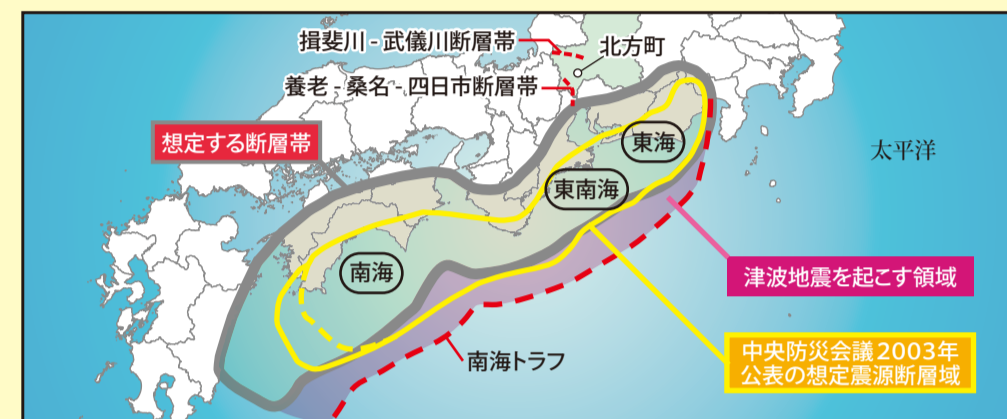 揖斐川 - 武儀川断層帯
北方町
養老 - 桑名 - 四日市断層帯
想定する断層帯
東海
太平洋
東南海
南海
津波地震を起こす領域
南海トラフ
中央防災会議2003年
公表の想定震源断層域